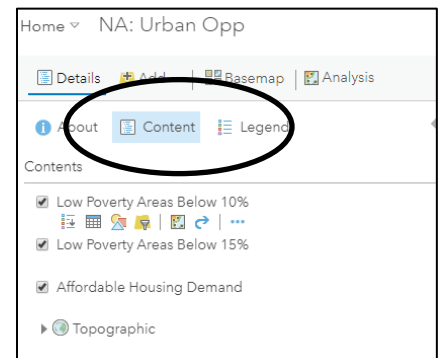 Home NA: Urban Opp
Details Add Basemap Analysis
About Content Legend
Contents
Low Poverty Areas Below 10%
Low Poverty Areas Below 15%
Affordable Housing Demand
Topographic